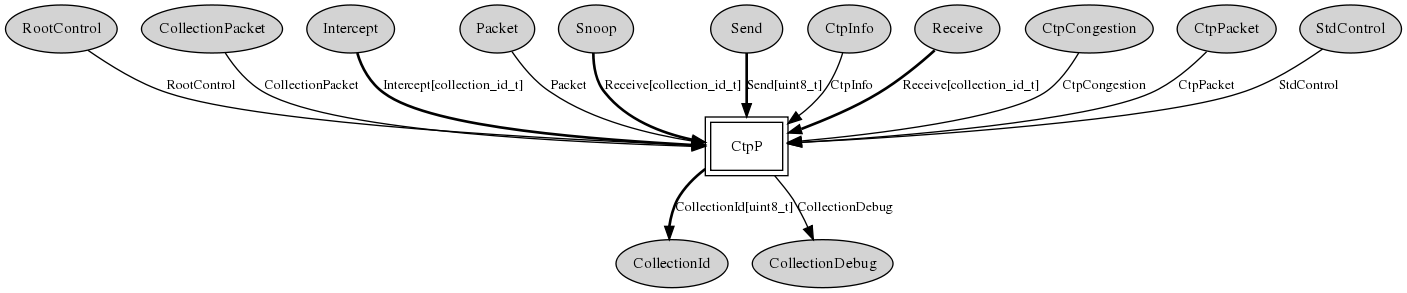 RootControl CollectionPacket Intercept Packet Snoop Send CtpInfo Receive CtpCongestion CtpPacket StdControl
RootControl CollectionPacket Intercept[collection_id_t] Packet Receive[collection_id_t] Send[uint8_t] CtpInfo Receive[collection_id_t] CtpCongestion CtpPacket StdControl
CtpP
CollectionId[uint8_t] CollectionDebug
CollectionId CollectionDebug